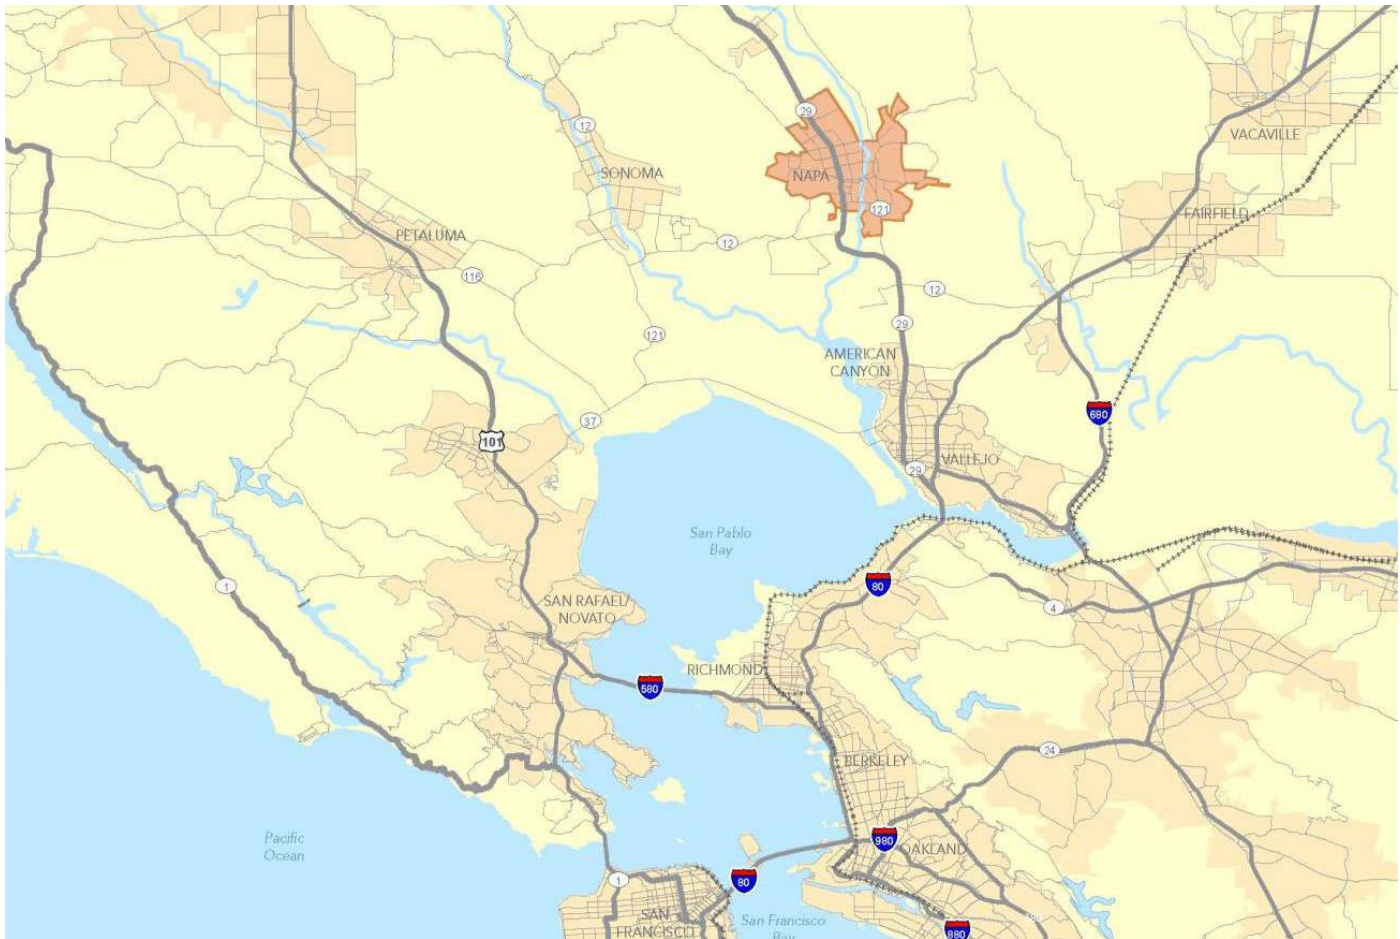 29
VACAVILLE
12
SONOMA
NAPA
121
FAIRFIELD
PETALUMA
12
116
12
29
121
AMERICAN
CANYON
680
37
101
VALLEJO
29
San Pablo
Bay
80
1
SAN RAFAEL/
NOVATO
4
RICHMOND
580
24
BERKELEY
Pacific
Ocean
980
OAKLAND
1
80
SAN
FRANCISCO
San Francisco
Bay
880